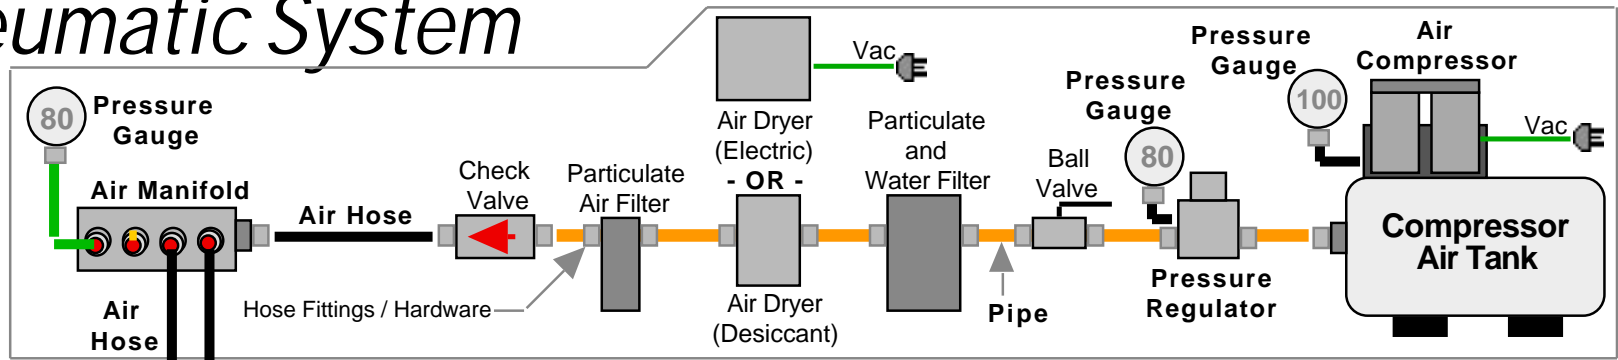 eumatic System
80
Pressure
Gauge
Air Manifold
Air
Hose
Air Hose
Check
Valve
Hose Fittings / Hardware
Particulate
Air Filter
Vac
Air Dryer
(Electric)
- OR -
Air Dryer
(Desiccant)
Particulate
and
Water Filter
Pipe
Ball
Valve
Pressure
Gauge
80
Pressure
Regulator
Pressure
Gauge
100
Air
Compressor
Vac
Compressor
Air Tank